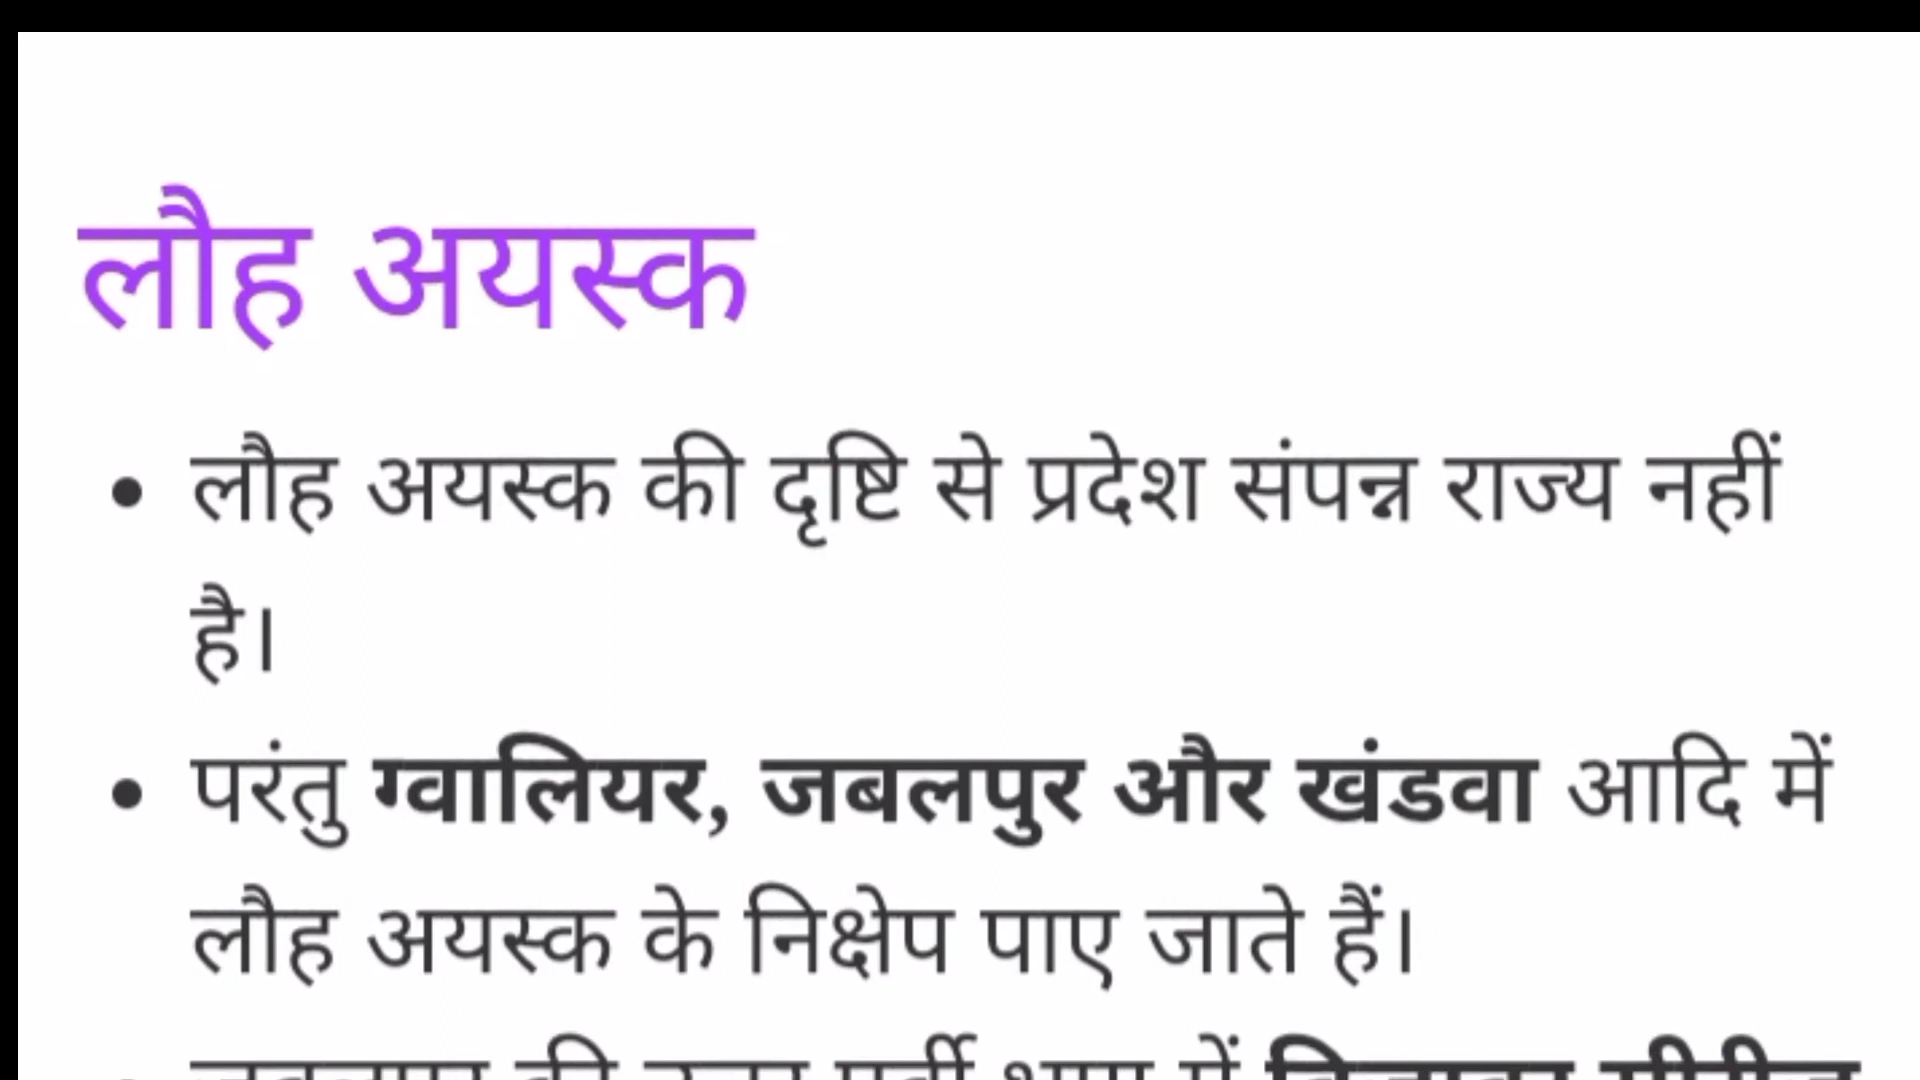 लौह अयस्क
• लौह अयस्क की दृष्टि से प्रदेश संपन्न राज्य नहीं
है।
• परंतु ग्वालियर, जबलपुर और खंडवा आदि में
लौह अयस्क के निक्षेप पाए जाते हैं।